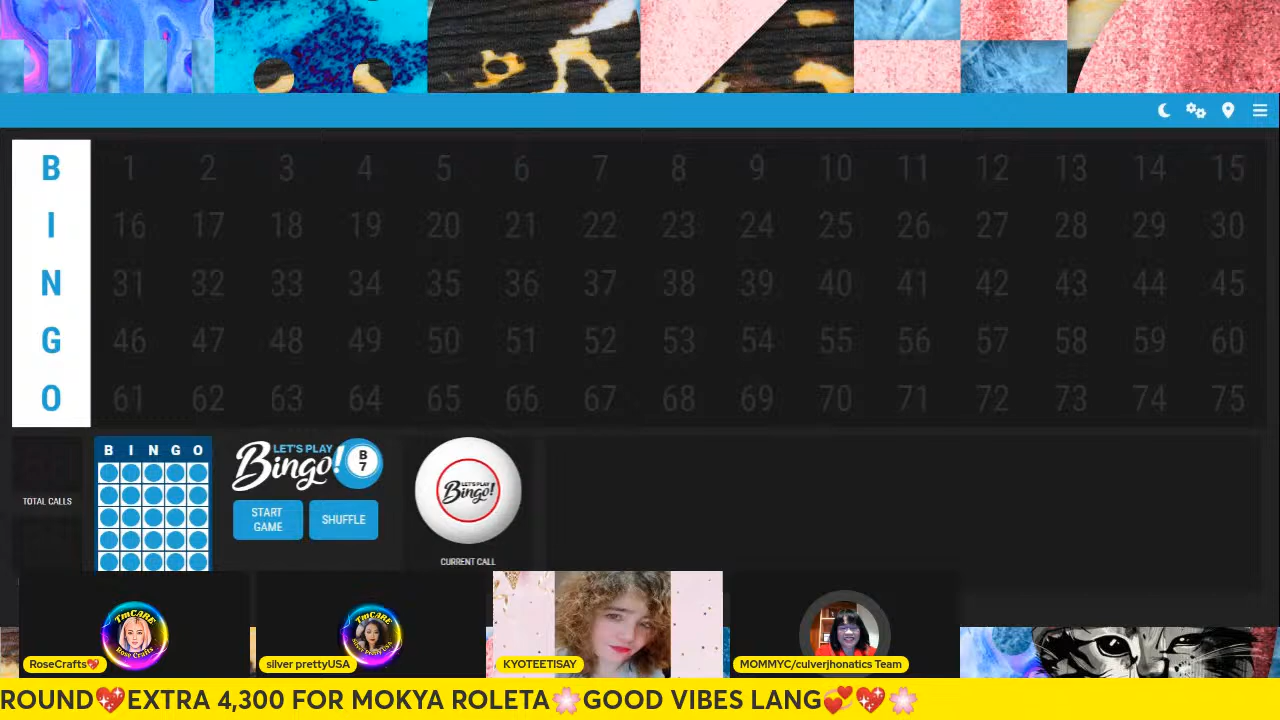 B 1 2 3 4 5 6 7 8 9 10 11 12 13 14 15
I 16 17 18 19 20 21 22 23 24 25 26 27 28 29 30
N 31 32 33 34 35 36 37 38 39 40 41 42 43 44 45
G 46 47 48 49 50 51 52 53 54 55 56 57 58 59 60
O 61 62 63 64 65 66 67 68 69 70 71 72 73 74 75
TOTAL CALLS
B I N G O
LET'S PLAY
Bingo!
B
7
START
GAME
SHUFFLE
LET'S PLAY
Bingo!
CURRENT CALL
TmCARE
Rose Crafts
RoseCrafts💖
TmCARE
silver prettyUSA
KYOTEETISAY
MOMMYC/culverjhonatics Team
ROUND💖EXTRA 4,300 FOR MOKYA ROLETA🌸GOOD VIBES LANG💞💖🌸